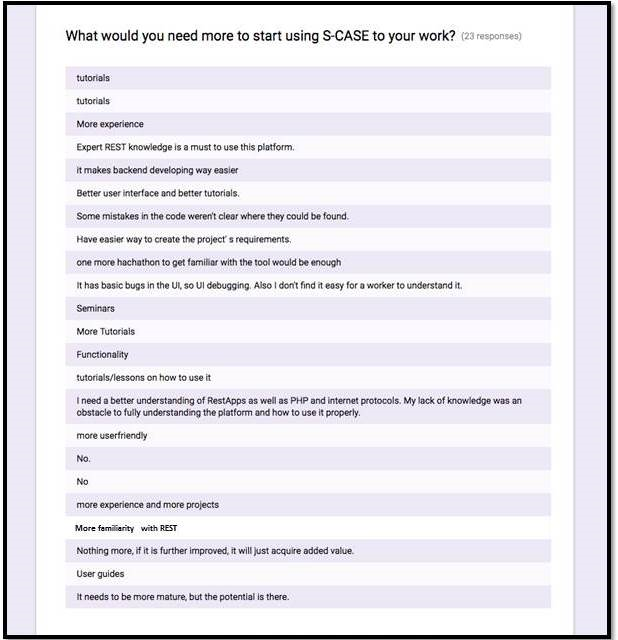 What would you need more to start using S-CASE to your work? (23 responses)
tutorials
tutorials
More experience
Expert REST knowledge is a must to use this platform.
it makes backend developing way easier
Better user interface and better tutorials.
Some mistakes in the code weren't clear where they could be found.
Have easier way to create the project' s requirements.
one more hachathon to get familiar with the tool would be enough
It has basic bugs in the UI, so UI debugging. Also I don't find it easy for a worker to understand it.
Seminars
More Tutorials
Functionality
tutorials/lessons on how to use it
I need a better understanding of RestApps as well as PHP and internet protocols. My lack of knowledge was an
obstacle to fully understanding the platform and how to use it properly.
more userfriendly
No.
No
more experience and more projects
More familiarity with REST
Nothing more, if it is further improved, it will just acquire added value.
User guides
It needs to be more mature, but the potential is there.